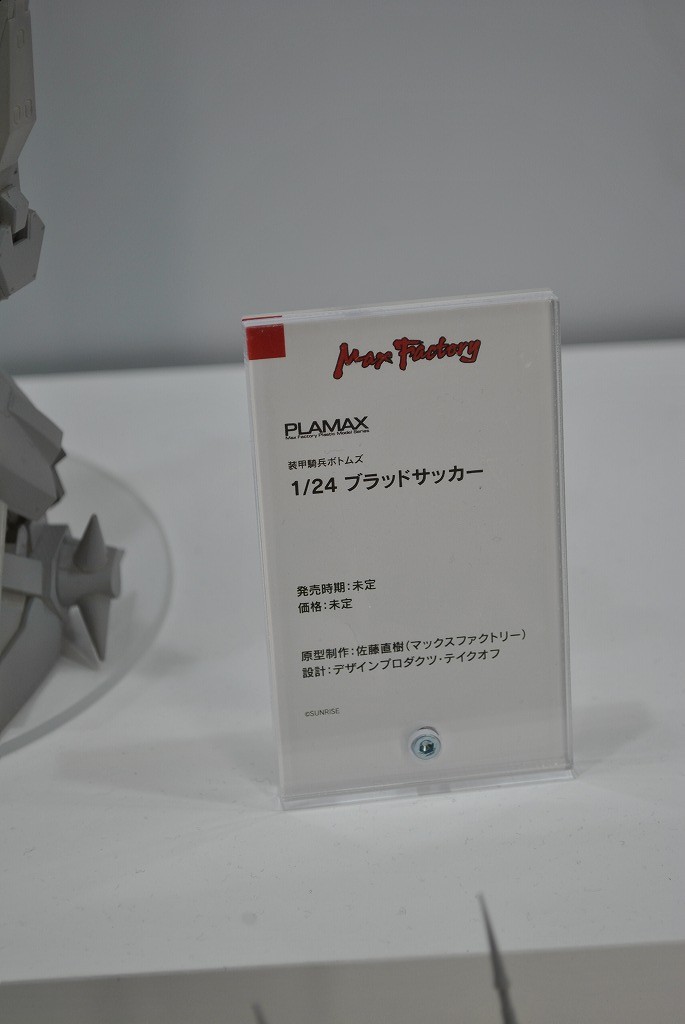 Max Factory
PLAMAX
Max Factory Plastic Model Series
装甲騎兵ボトムズ
1/24 ブラッドサッカー
発売時期：未定
価格：未定
原型制作：佐藤直樹（マックスファクトリー）
設計：デザインプロダクツ・テイクオフ
©SUNRISE